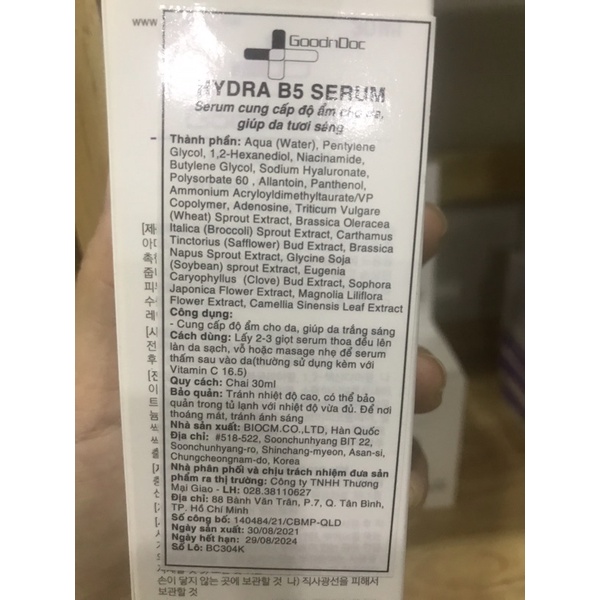 www
GoodnDoc
HYDRA B5 SERUM
Serum cung cấp độ ẩm cho da,
giúp da tươi sáng
Thành phần: Aqua (Water), Pentylene
Glycol, 1,2-Hexanediol, Niacinamide,
Butylene Glycol, Sodium Hyaluronate,
Polysorbate 60 , Allantoin, Panthenol,
Ammonium Acryloyldimethyltaurate/VP
Copolymer, Adenosine, Triticum Vulgare
(Wheat) Sprout Extract, Brassica Oleracea
Italica (Broccoli) Sprout Extract, Carthamus
Tinctorius (Safflower) Bud Extract, Brassica
Napus Sprout Extract, Glycine Soja
(Soybean) sprout Extract, Eugenia
Caryophyllus (Clove) Bud Extract, Sophora
Japonica Flower Extract, Magnolia Liliflora
Flower Extract, Camellia Sinensis Leaf Extract
Công dụng:
- Cung cấp độ ẩm cho da, giúp da trắng sáng
Cách dùng: Lấy 2-3 giọt serum thoa đều lên
làn da sạch, vỗ hoặc masage nhẹ để serum
thấm sau vào da(thường sử dụng kèm với
Vitamin C 16.5)
Quy cách: Chai 30ml
Bảo quản: Tránh nhiệt độ cao, có thể bảo
quản trong tủ lạnh với nhiệt độ vừa đủ. Để nơi
thoáng mát, tránh ánh sáng
Nhà sản xuất: BIOCM.CO.,LTD, Hàn Quốc
Địa chỉ: #518-522, Soonchunhyang BIT 22,
Soonchunhyang-ro, Shinchang-myeon, Asan-si,
Chungcheongnam-do, Korea
Nhà phân phối và chịu trách nhiệm đưa sản
phẩm ra thị trường: Công ty TNHH Thương
Mại Giao - LH: 028.38110627
Địa chỉ: 88 Bành Văn Trân, P.7, Q. Tân Bình,
TP. Hồ Chí Minh
Số công bố: 140484/21/CBMP-QLD
Ngày sản xuất: 30/08/2021
Ngày hết hạn: 29/08/2024
Số Lô: BC304K
손이 닿지 않는 곳에 보관할 것 나) 직사광선을 피해서
보관할 것